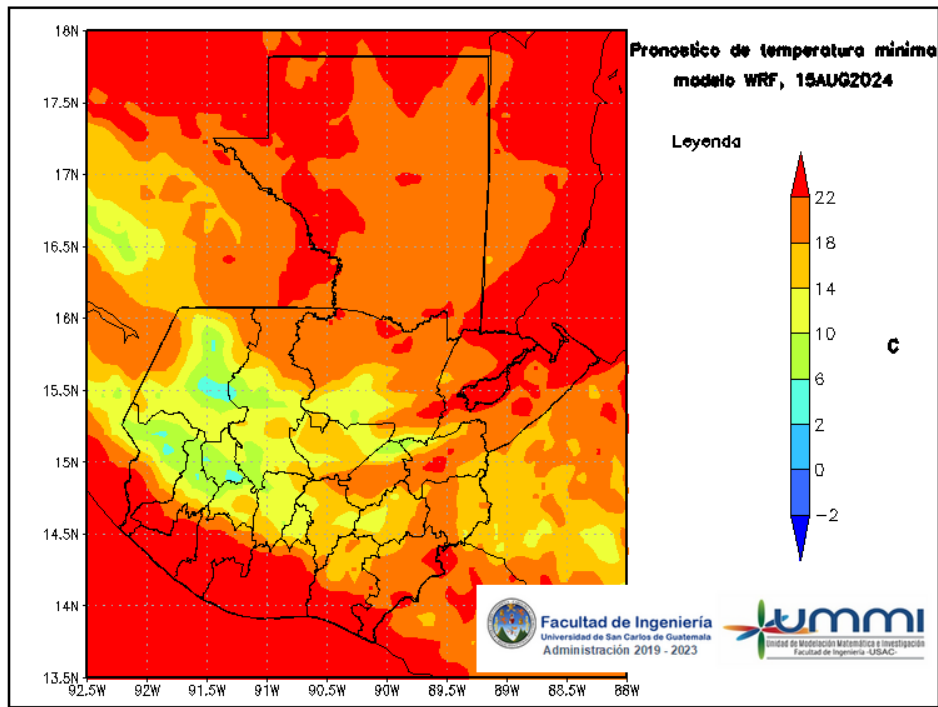 Pronostico de temperatura minima
modelo WRF, 15AUG2024
Leyenda
22
18
14
10
6
2
0
-2
C
18N
17.5N
17N
16.5N
16N
15.5N
15N
14.5N
14N
13.5N
92.5W 92W 91.5W 91W 90.5W 90W 89.5W 89W 88.5W 88W
Facultad de Ingeniería
Universidad de San Carlos de Guatemala
Administración 2019 - 2023
ummi
Unidad de Modelación Matemática e Investigación
Facultad de Ingeniería -USAC-